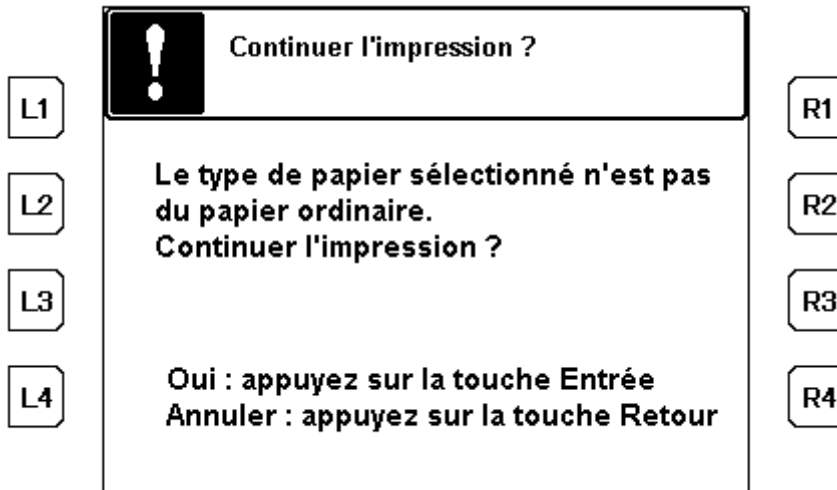 Continuer l'impression ?
L1
R1
Le type de papier sélectionné n'est pas
L2
R2
du papier ordinaire.
Continuer l'impression ?
L3
R3
Oui : appuyez sur la touche Entrée
L4
R4
Annuler : appuyez sur la touche Retour